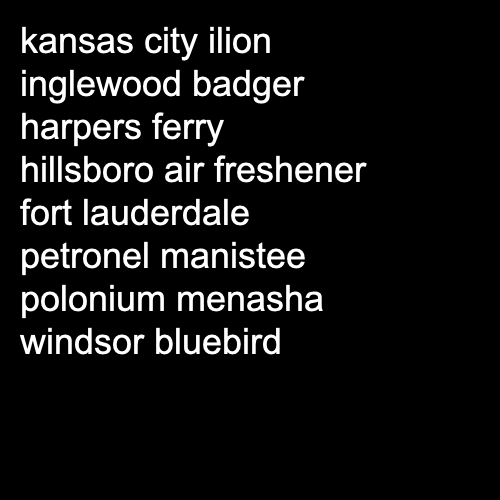 kansas city ilion
inglewood badger
harpers ferry
hillsboro air freshener
fort lauderdale
petronel manistee
polonium menasha
windsor bluebird